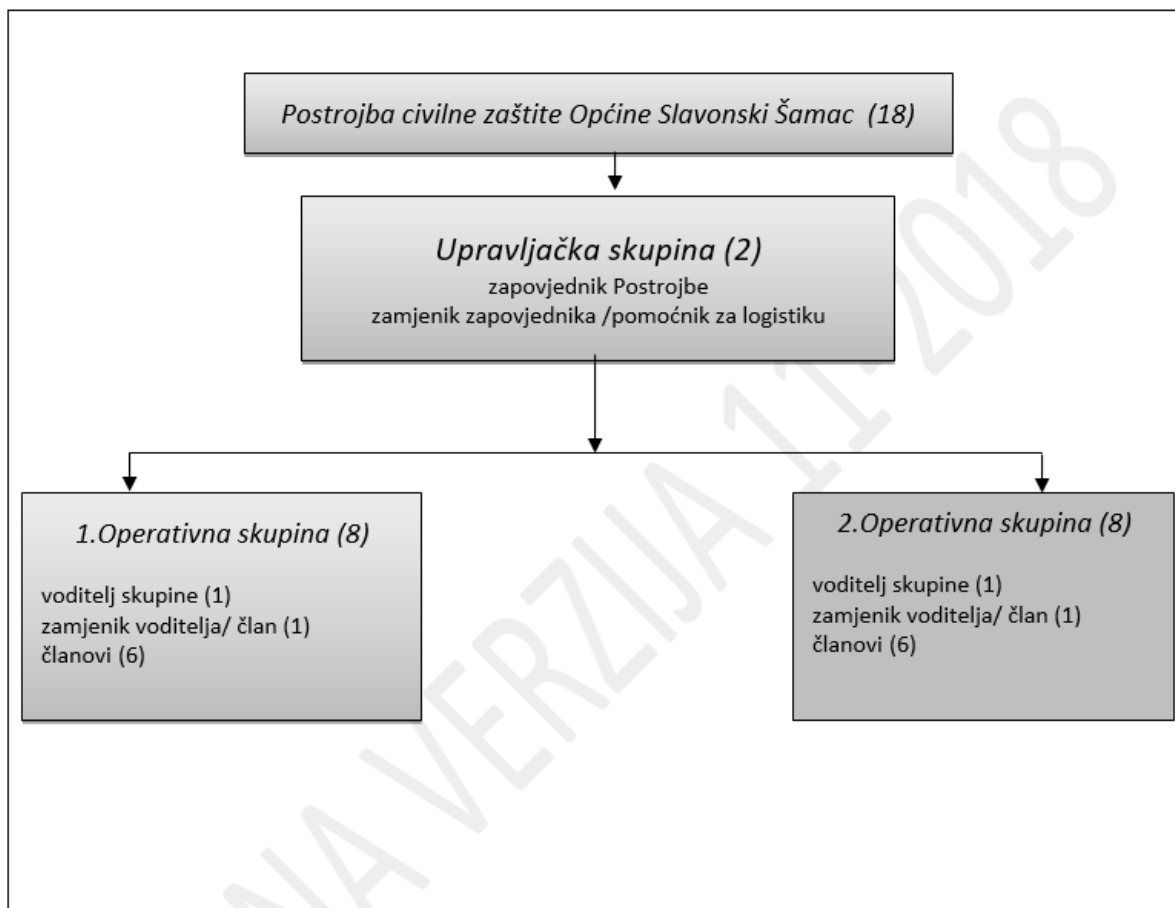 Postrojba civilne zaštite Općine Slavonski Šamac (18)
Upravljačka skupina (2)
zapovjednik Postrojbe
zamjenik zapovjednika /pomoćnik za logistiku
1.Operativna skupina (8)
voditelj skupine (1)
zamjenik voditelja/ član (1)
članovi (6)
2.Operativna skupina (8)
voditelj skupine (1)
zamjenik voditelja/ član (1)
članovi (6)
VERZIJA 11-2018